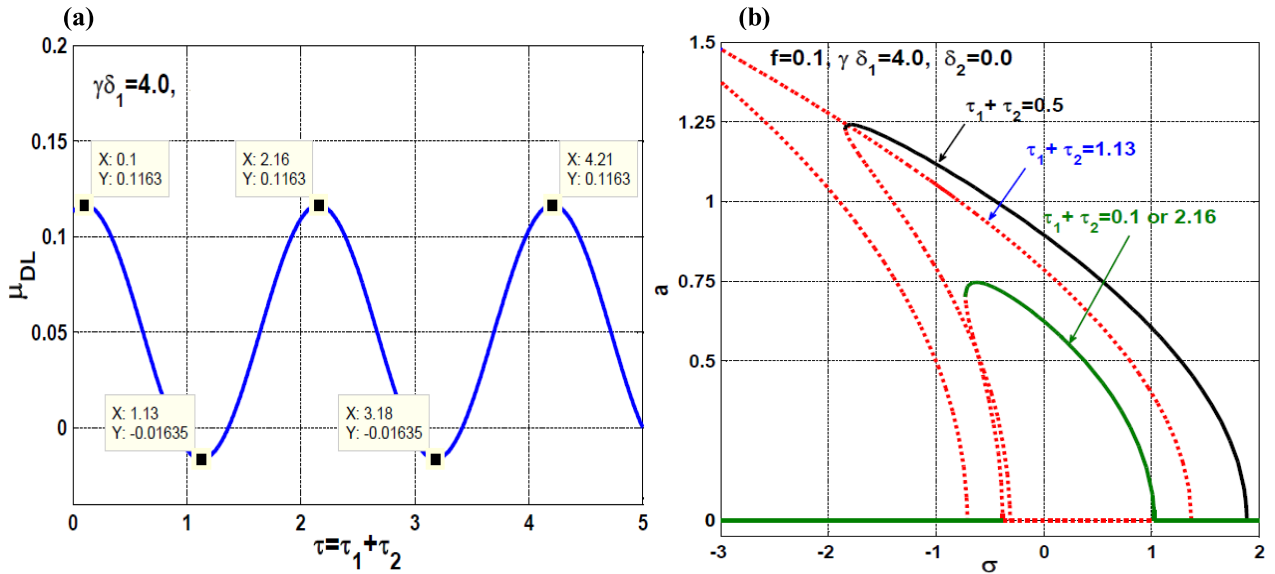 (a)
γδ₁=4.0,
X: 0.1
Y: 0.1163
X: 2.16
Y: 0.1163
X: 4.21
Y: 0.1163
X: 1.13
Y: -0.01635
X: 3.18
Y: -0.01635
0.2
0.15
0.1
0.05
0
μDL
0
1
2
3
4
5
τ=τ₁+τ₂
(b)
f=0.1, γ δ₁=4.0, δ₂=0.0
τ₁+ τ₂=0.5
τ₁+ τ₂=1.13
τ₁+ τ₂=0.1 or 2.16
1.5
1.25
1
0.75
0.5
0
a
-3
-2
-1
0
1
2
σ